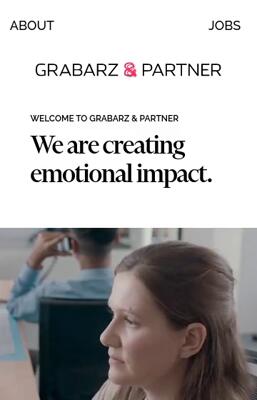 ABOUT JOBS
GRABARZ & PARTNER
WELCOME TO GRABARZ & PARTNER
We are creating
emotional impact.